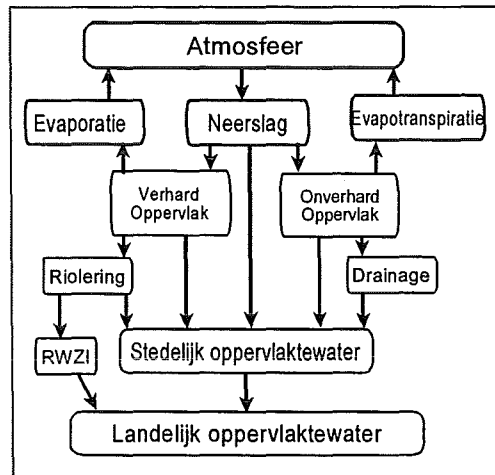 Atmosfeer
Evaporatie
Neerslag
Evapotranspiratie
Verhard
Oppervlak
Onverhard
Oppervlak
Riolering
Drainage
RWZI
Stedelijk oppervlaktewater
Landelijk oppervlaktewater